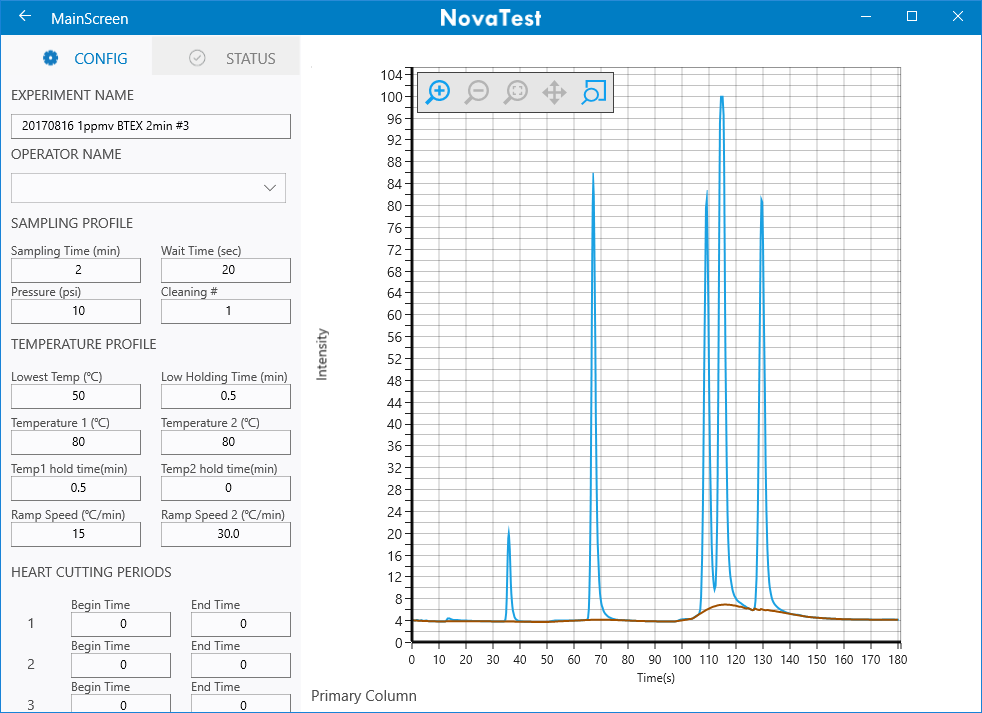 MainScreen
NovaTest
CONFIG
STATUS
EXPERIMENT NAME
20170816 1ppmv BTEX 2min #3
OPERATOR NAME
SAMPLING PROFILE
Sampling Time (min) Wait Time (sec)
2 20
Pressure (psi) Cleaning #
10 1
TEMPERATURE PROFILE
Lowest Temp (℃) Low Holding Time (min)
50 0.5
Temperature 1 (℃) Temperature 2 (℃)
80 80
Temp1 hold time(min) Temp2 hold time(min)
0.5 0
Ramp Speed (℃/min) Ramp Speed 2 (℃/min)
15 30.0
HEART CUTTING PERIODS
Begin Time End Time
1 0 0
Begin Time End Time
2 0 0
Begin Time End Time
3 0 0
Intensity
104
100
96
92
88
84
80
76
72
68
64
60
56
52
48
44
40
36
32
28
24
20
16
12
8
4
0
0 10 20 30 40 50 60 70 80 90 100 110 120 130 140 150 160 170 180
Time(s)
Primary Column